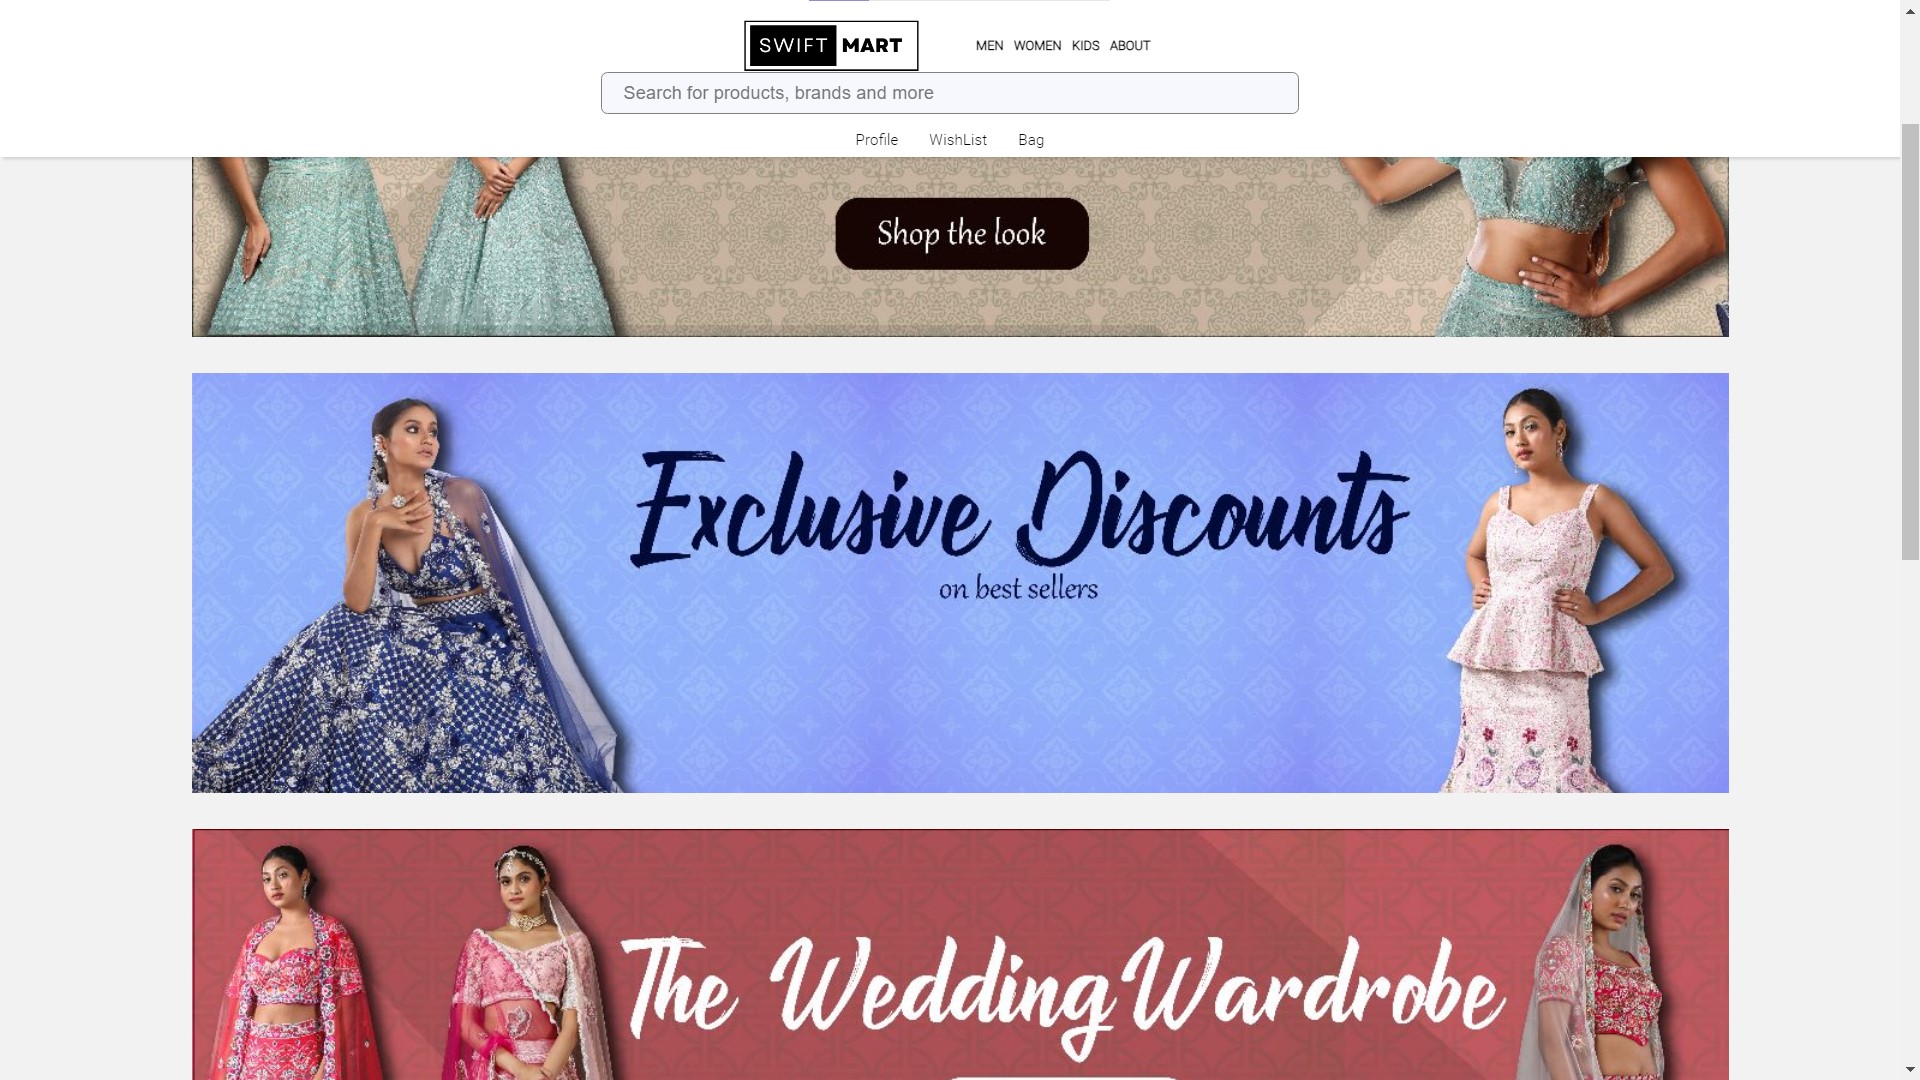 SWIFT MART
MEN WOMEN KIDS ABOUT
Search for products, brands and more
Profile WishList Bag
Shop the look
Exclusive Discounts
on best sellers
The Wedding Wardrobe